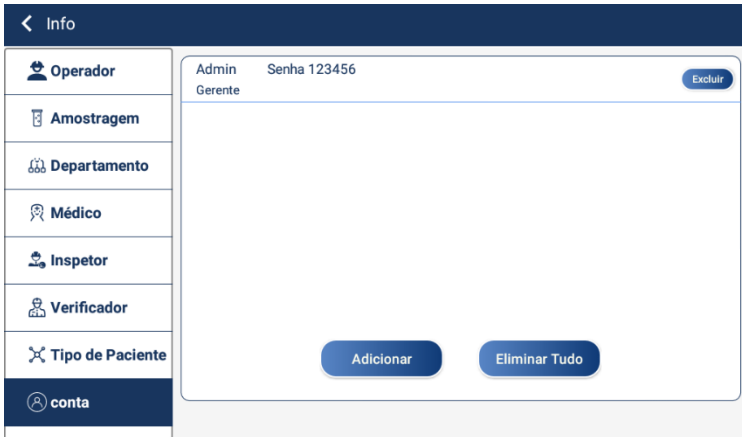 Info
Operador
Amostragem
Departamento
Médico
Inspetor
Verificador
Tipo de Paciente
conta
Admin Senha 123456
Gerente
Excluir
Adicionar Eliminar Tudo